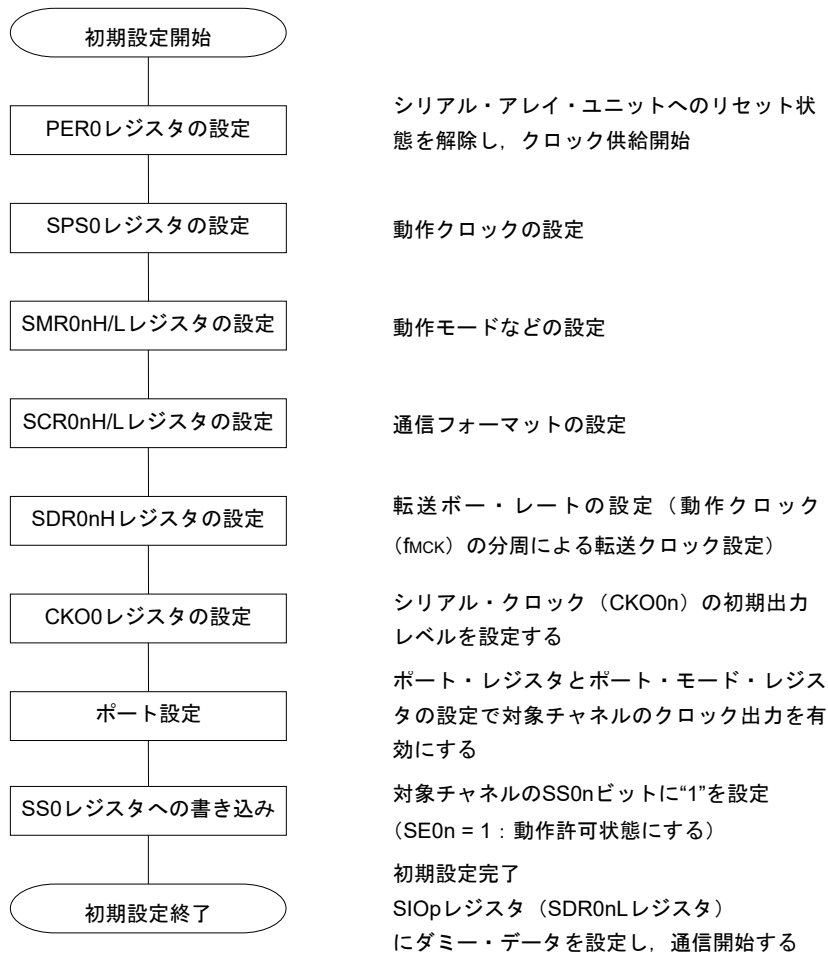 初期設定開始
PER0レジスタの設定
シリアル・アレイ・ユニットへのリセット状
態を解除し，クロック供給開始
SPS0レジスタの設定
動作クロックの設定
SMR0nH/Lレジスタの設定
動作モードなどの設定
SCR0nH/Lレジスタの設定
通信フォーマットの設定
SDR0nHレジスタの設定
転送ボー・レートの設定（動作クロック
（fMCK）の分周による転送クロック設定）
CKO0レジスタの設定
シリアル・クロック（CKO0n）の初期出力
レベルを設定する
ポート設定
ポート・レジスタとポート・モード・レジス
タの設定で対象チャネルのクロック出力を有
効にする
SS0レジスタへの書き込み
対象チャネルのSS0nビットに“1”を設定
（SE0n = 1：動作許可状態にする）
初期設定終了
初期設定完了
SIOpレジスタ（SDR0nLレジスタ）
にダミー・データを設定し，通信開始する